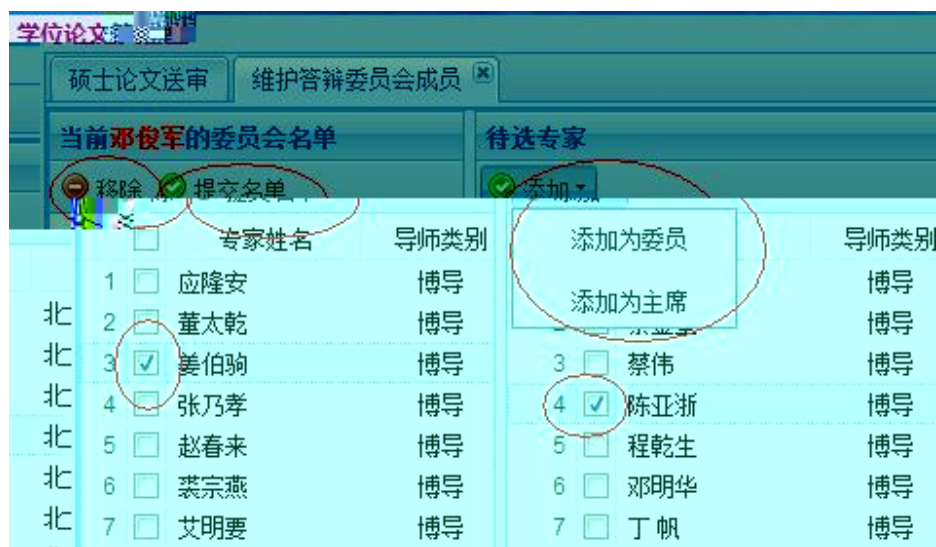 学位论文
硕士论文送审 维护答辩委员会成员
当前邓俊军的委员会名单 待选专家
移除 提交名单 添加
专家姓名 导师类别 添加为委员 导师类别
1 应隆安 博导 博导
添加为主席
北 2 董太乾 博导 博导
北 3 姜伯驹 博导 3 蔡伟 博导
北 4 张乃孝 博导 4 陈亚浙 博导
北 5 赵春来 博导 5 程乾生 博导
北 6 裘宗燕 博导 6 邓明华 博导
北 7 艾明要 博导 7 丁帆 博导